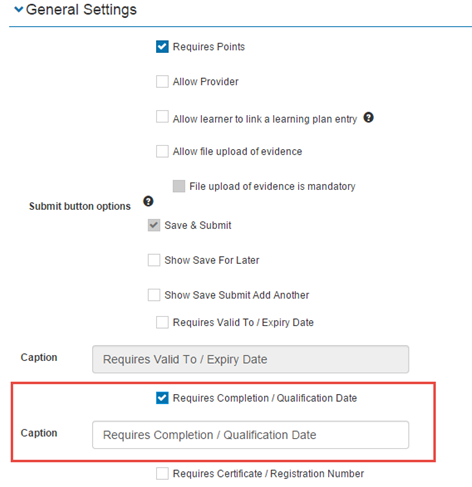 General Settings
Requires Points
Allow Provider
Allow learner to link a learning plan entry ?
Allow file upload of evidence
File upload of evidence is mandatory
Submit button options ?
Save & Submit
Show Save For Later
Show Save Submit Add Another
Requires Valid To / Expiry Date
Caption Requires Valid To / Expiry Date
Requires Completion / Qualification Date
Caption Requires Completion / Qualification Date
Requires Certificate / Registration Number